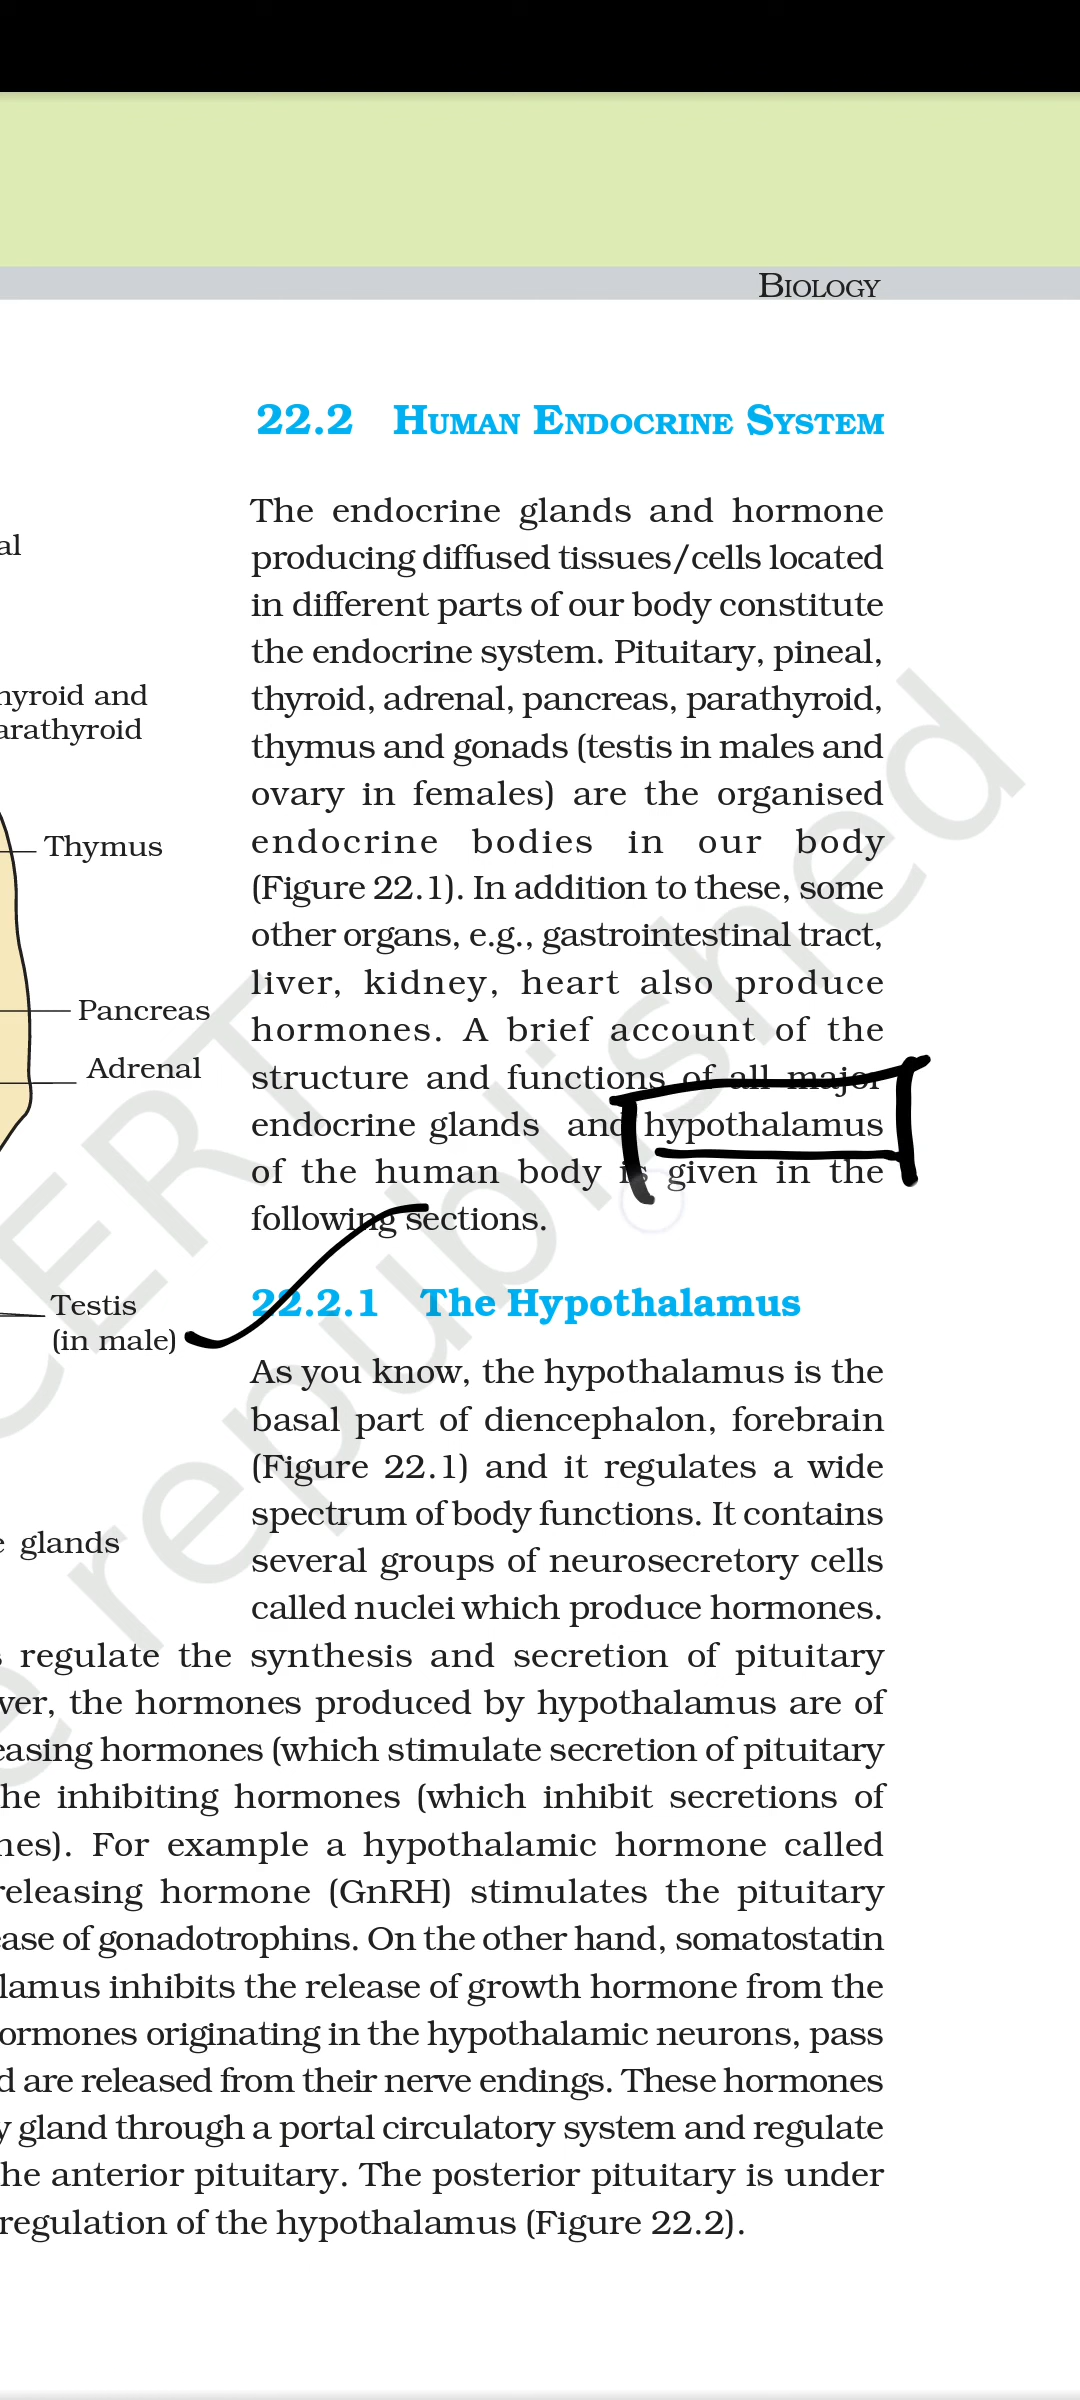 BIOLOGY
22.2 HUMAN ENDOCRINE SYSTEM
The endocrine glands and hormone
producing diffused tissues/cells located
in different parts of our body constitute
the endocrine system. Pituitary, pineal,
thyroid, adrenal, pancreas, parathyroid,
thymus and gonads (testis in males and
ovary in females) are the organised
endocrine bodies in our body
(Figure 22.1). In addition to these, some
other organs, e.g., gastrointestinal tract,
liver, kidney, heart also produce
hormones. A brief account of the
structure and functions of all major
endocrine glands and hypothalamus
of the human body is given in the
following sections.
al
hyroid and
arathyroid
Thymus
Pancreas
Adrenal
Testis
(in male)
e glands
22.2.1 The Hypothalamus
As you know, the hypothalamus is the
basal part of diencephalon, forebrain
(Figure 22.1) and it regulates a wide
spectrum of body functions. It contains
several groups of neurosecretory cells
called nuclei which produce hormones.
s regulate the synthesis and secretion of pituitary
ver, the hormones produced by hypothalamus are of
easing hormones (which stimulate secretion of pituitary
he inhibiting hormones (which inhibit secretions of
nes). For example a hypothalamic hormone called
releasing hormone (GnRH) stimulates the pituitary
ease of gonadotrophins. On the other hand, somatostatin
lamus inhibits the release of growth hormone from the
ormones originating in the hypothalamic neurons, pass
d are released from their nerve endings. These hormones
y gland through a portal circulatory system and regulate
he anterior pituitary. The posterior pituitary is under
regulation of the hypothalamus (Figure 22.2).
CERT
e republished